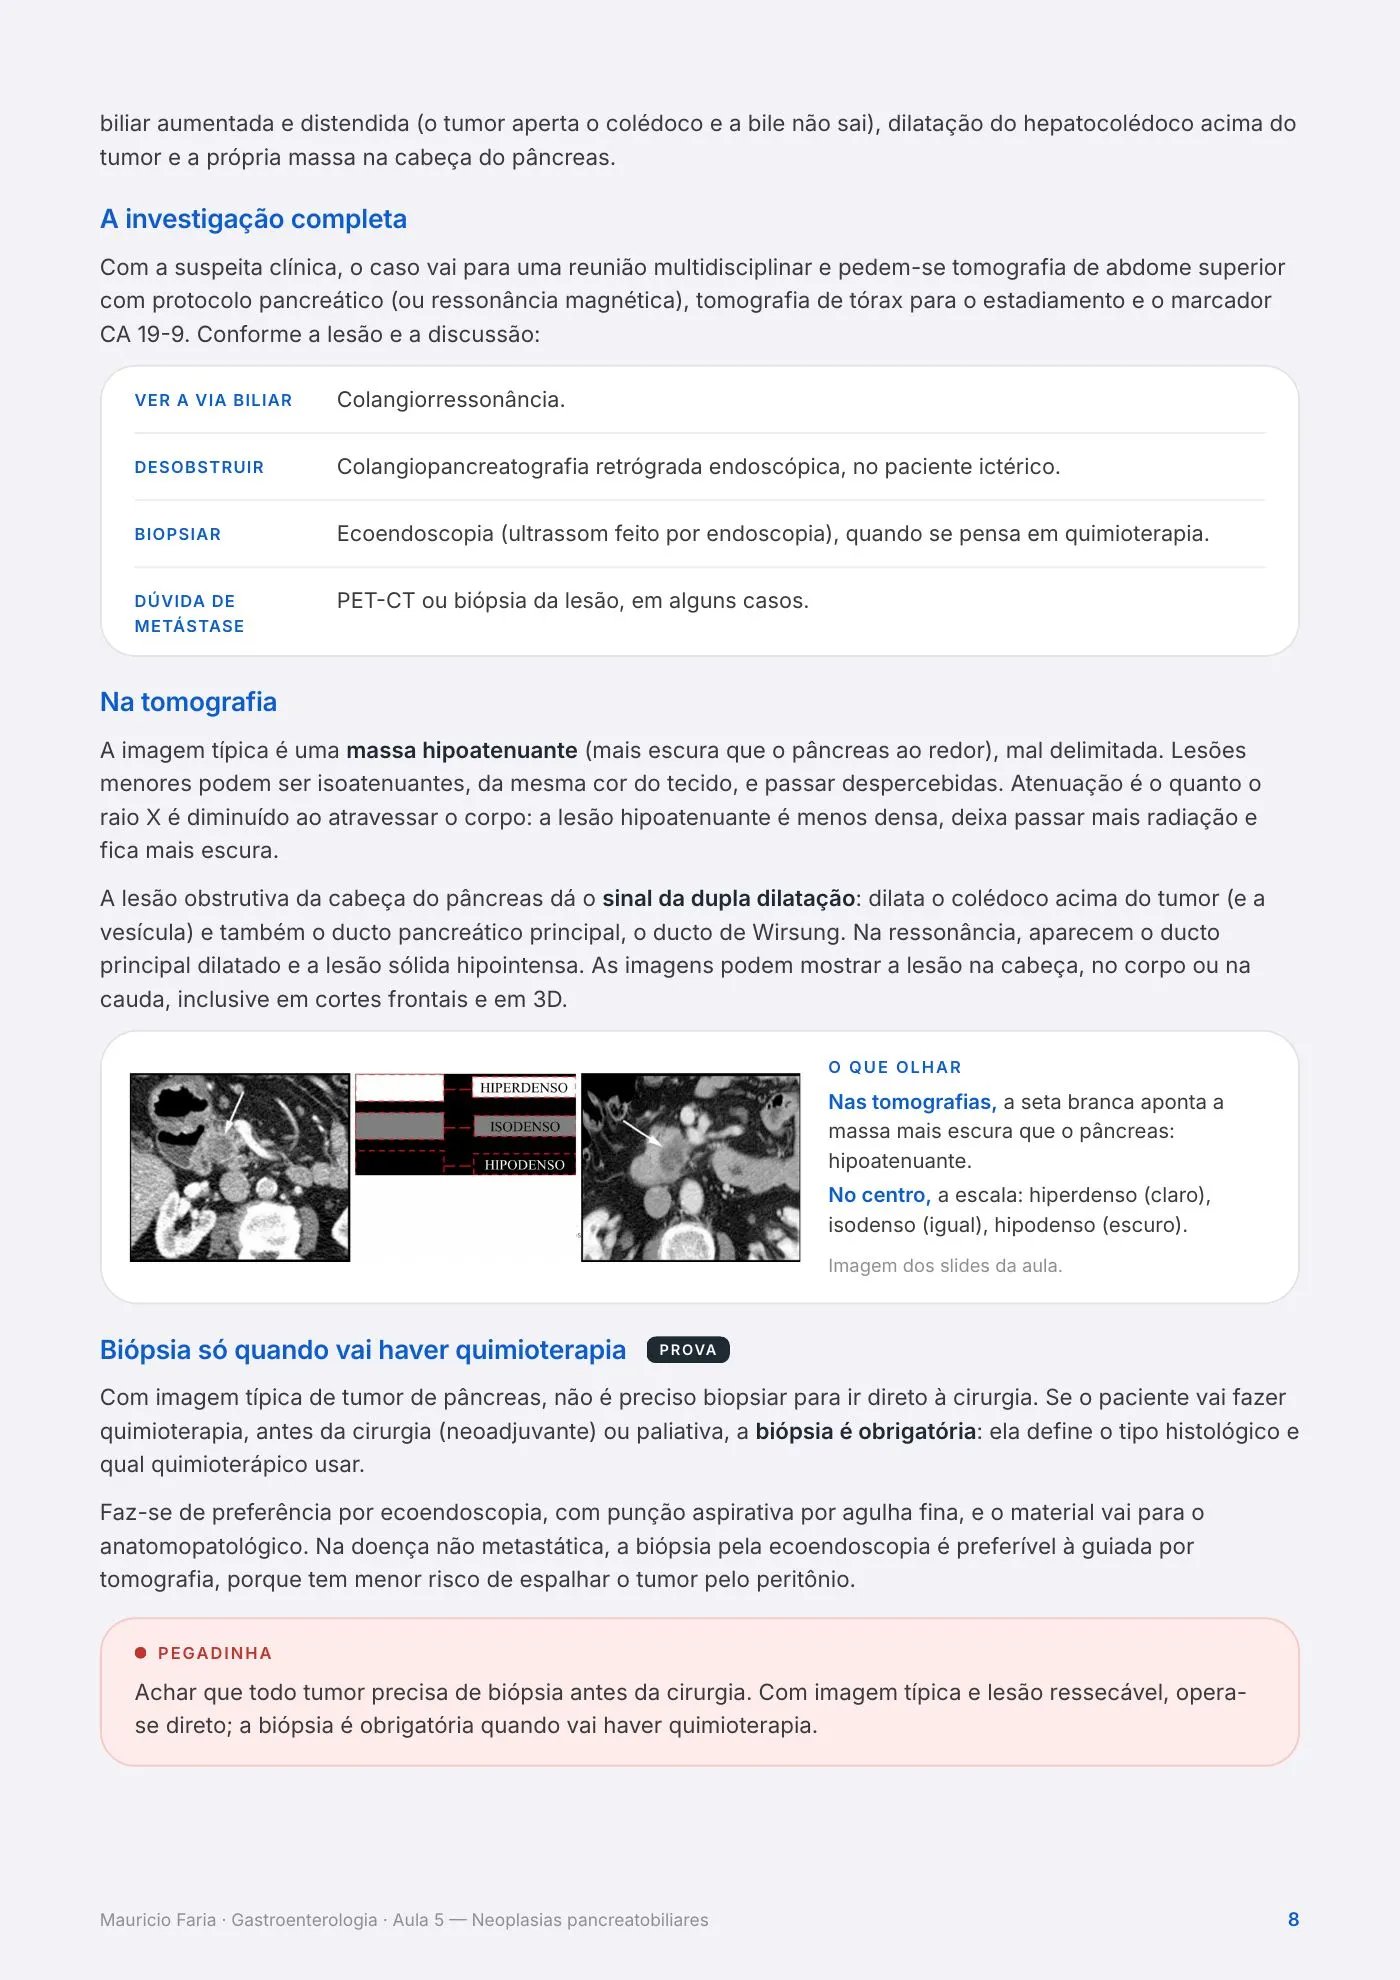 biliar aumentada e distendida (o tumor aperta o colédoco e a bile não sai), dilatação do hepatocolédoco acima do
tumor e a própria massa na cabeça do pâncreas.
A investigação completa
Com a suspeita clínica, o caso vai para uma reunião multidisciplinar e pedem-se tomografia de abdome superior
com protocolo pancreático (ou ressonância magnética), tomografia de tórax para o estadiamento e o marcador
CA 19-9. Conforme a lesão e a discussão:
VER A VIA BILIAR Colangiorressonância.
DESOBSTRUIR Colangiopancreatografia retrógrada endoscópica, no paciente ictérico.
BIOPSIAR Ecoendoscopia (ultrassom feito por endoscopia), quando se pensa em quimioterapia.
DÚVIDA DE PET-CT ou biópsia da lesão, em alguns casos.
METÁSTASE
Na tomografia
A imagem típica é uma massa hipoatenuante (mais escura que o pâncreas ao redor), mal delimitada. Lesões
menores podem ser isoatenuantes, da mesma cor do tecido, e passar despercebidas. Atenuação é o quanto o
raio X é diminuído ao atravessar o corpo: a lesão hipoatenuante é menos densa, deixa passar mais radiação e
fica mais escura.
A lesão obstrutiva da cabeça do pâncreas dá o sinal da dupla dilatação: dilata o colédoco acima do tumor (e a
vesícula) e também o ducto pancreático principal, o ducto de Wirsung. Na ressonância, aparecem o ducto
principal dilatado e a lesão sólida hipointensa. As imagens podem mostrar a lesão na cabeça, no corpo ou na
cauda, inclusive em cortes frontais e em 3D.
HIPERDENSO
ISODENSO
HIPODENSO
O QUE OLHAR
Nas tomografias, a seta branca aponta a
massa mais escura que o pâncreas:
hipoatenuante.
No centro, a escala: hiperdenso (claro),
isodenso (igual), hipodenso (escuro).
Imagem dos slides da aula.
Biópsia só quando vai haver quimioterapia PROVA
Com imagem típica de tumor de pâncreas, não é preciso biopsiar para ir direto à cirurgia. Se o paciente vai fazer
quimioterapia, antes da cirurgia (neoadjuvante) ou paliativa, a biópsia é obrigatória: ela define o tipo histológico e
qual quimioterápico usar.
Faz-se de preferência por ecoendoscopia, com punção aspirativa por agulha fina, e o material vai para o
anatomopatológico. Na doença não metastática, a biópsia pela ecoendoscopia é preferível à guiada por
tomografia, porque tem menor risco de espalhar o tumor pelo peritônio.
PEGADINHA
Achar que todo tumor precisa de biópsia antes da cirurgia. Com imagem típica e lesão ressecável, opera-
se direto; a biópsia é obrigatória quando vai haver quimioterapia.
Mauricio Faria · Gastroenterologia · Aula 5 — Neoplasias pancreatobiliares
8